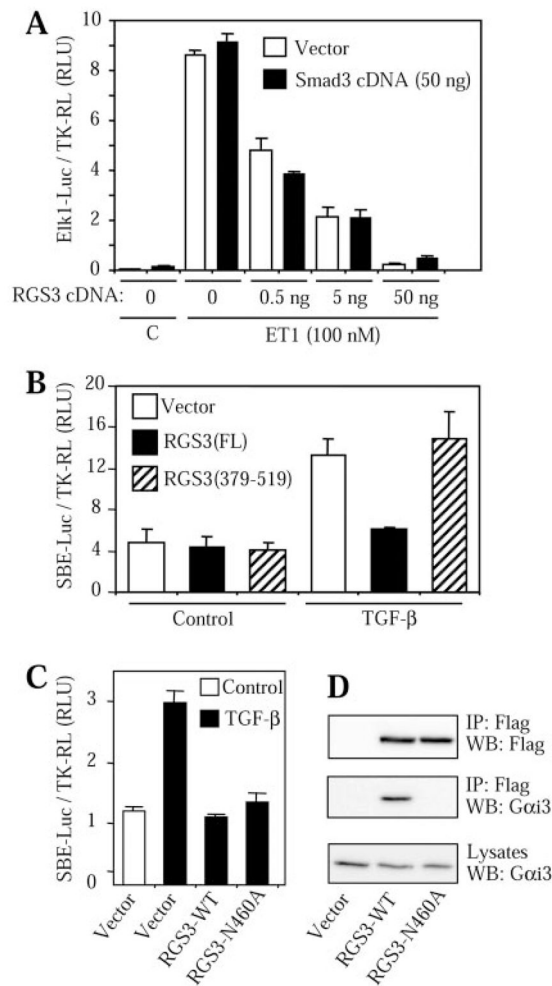 A
Elk1-Luc / TK-RL (RLU)
10
8
6
4
2
0
Vector
Smad3 cDNA (50 ng)
RGS3 cDNA: 0 0 0.5 ng 5 ng 50 ng
C ET1 (100 nM)
B
SBE-Luc / TK-RL (RLU)
20
16
12
8
4
0
Vector
RGS3(FL)
RGS3(379-519)
Control TGF-β
C
SBE-Luc / TK-RL (RLU)
3
2
1
0
Control
TGF-β
Vector Vector RGS3-WT RGS3-N460A
D
IP: Flag
WB: Flag
IP: Flag
WB: Gαi3
Lysates
WB: Gαi3
Vector RGS3-WT RGS3-N460A